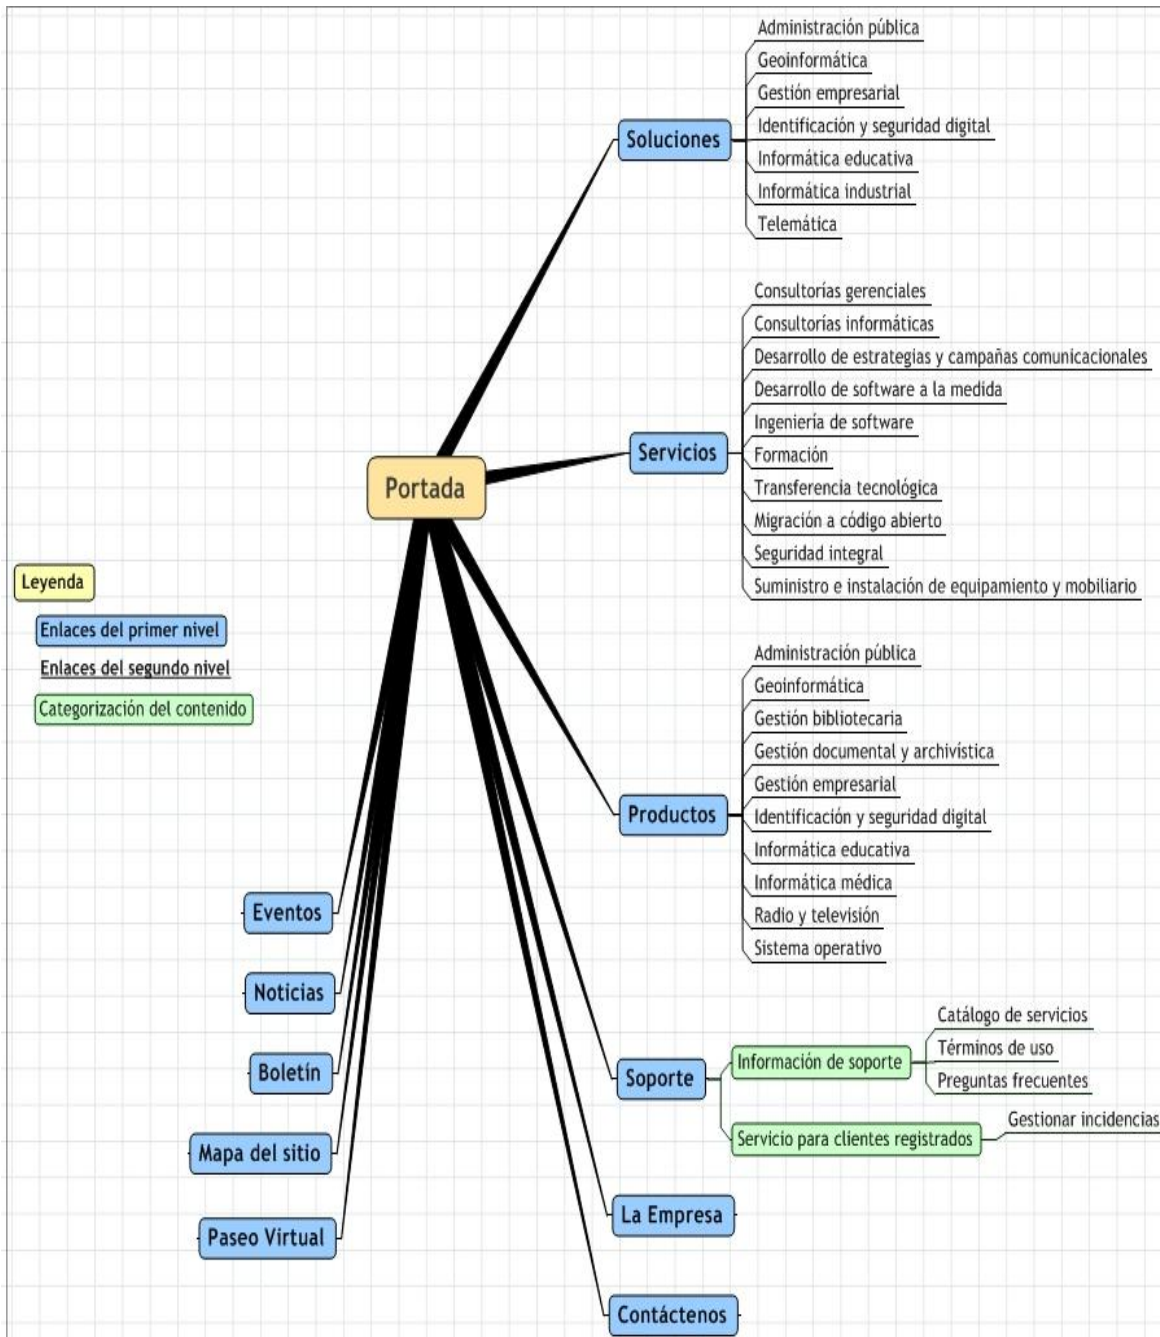 Portada
Soluciones
Administración pública
Geoinformática
Gestión empresarial
Identificación y seguridad digital
Informática educativa
Informática industrial
Telemática
Servicios
Consultorías gerenciales
Consultorías informáticas
Desarrollo de estrategias y campañas comunicacionales
Desarrollo de software a la medida
Ingeniería de software
Formación
Transferencia tecnológica
Migración a código abierto
Seguridad integral
Suministro e instalación de equipamiento y mobiliario
Productos
Administración pública
Geoinformática
Gestión bibliotecaria
Gestión documental y archivística
Gestión empresarial
Identificación y seguridad digital
Informática educativa
Informática médica
Radio y televisión
Sistema operativo
Soporte
Información de soporte
Catálogo de servicios
Términos de uso
Preguntas frecuentes
Servicio para clientes registrados
Gestionar incidencias
La Empresa
Contáctenos
Eventos
Noticias
Boletín
Mapa del sitio
Paseo Virtual
Leyenda
Enlaces del primer nivel
Enlaces del segundo nivel
Categorización del contenido